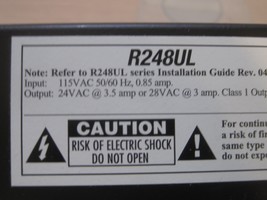 R248UL
Note: Refer to R248UL series Installation Guide Rev. 04
Input: 115VAC 50/60 Hz, 0.85 amp.
Output: 24VAC @ 3.5 amp or 28VAC @ 3 amp. Class 1 Outp
CAUTION
RISK OF ELECTRIC SHOCK
DO NOT OPEN
For contin
a risk of fir
same type
do not expo